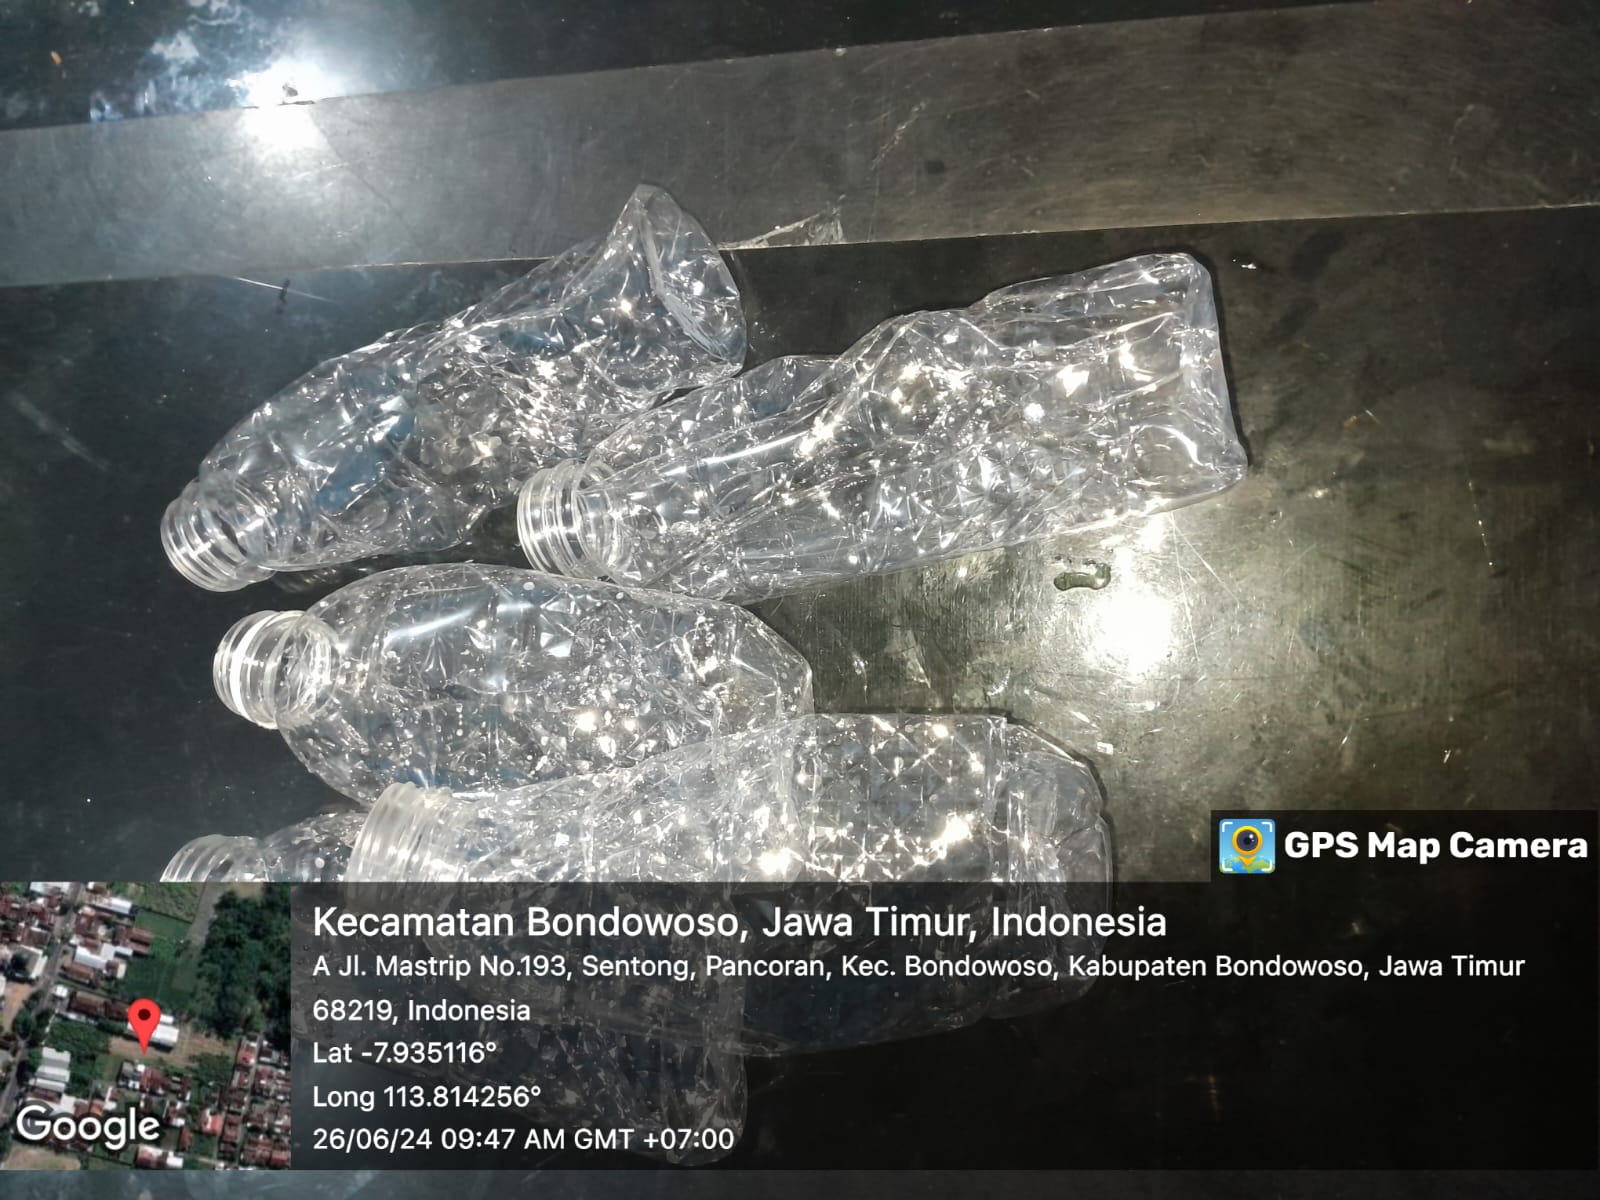 GPS Map Camera
Kecamatan Bondowoso, Jawa Timur, Indonesia
A Jl. Mastrip No.193, Sentong, Pancoran, Kec. Bondowoso, Kabupaten Bondowoso, Jawa Timur
68219, Indonesia
Lat -7.935116°
Long 113.814256°
26/06/24 09:47 AM GMT +07:00
Google